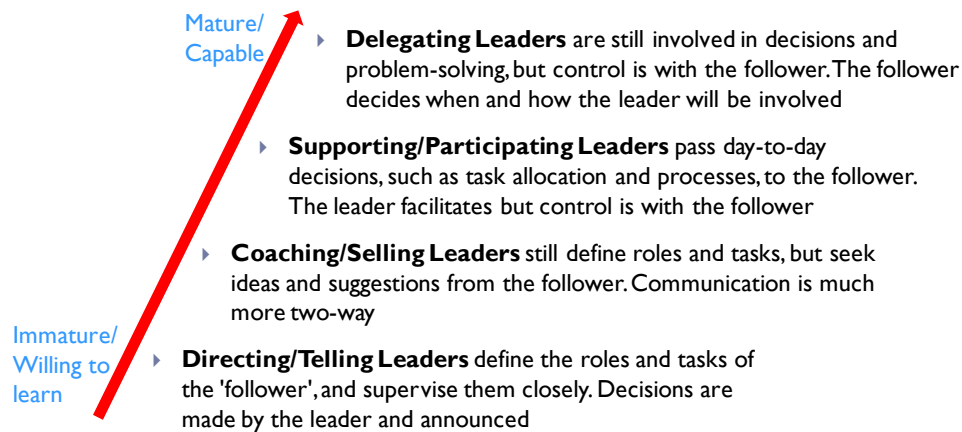 Mature/
Capable
Delegating Leaders are still involved in decisions and
problem-solving, but control is with the follower. The follower
decides when and how the leader will be involved
Supporting/Participating Leaders pass day-to-day
decisions, such as task allocation and processes, to the follower.
The leader facilitates but control is with the follower
Coaching/Selling Leaders still define roles and tasks, but seek
ideas and suggestions from the follower. Communication is much
more two-way
Immature/
Willing to
learn
Directing/Telling Leaders define the roles and tasks of
the 'follower', and supervise them closely. Decisions are
made by the leader and announced